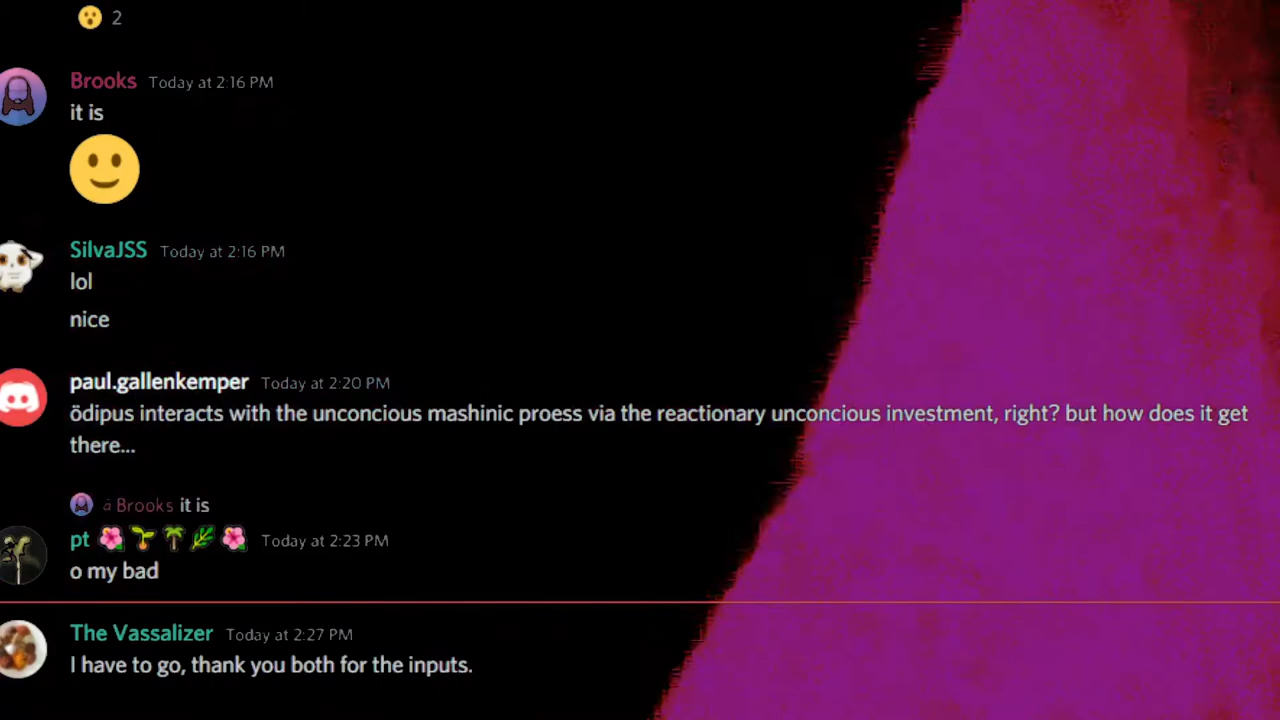 2
Brooks Today at 2:16 PM
it is
SilvaJSS Today at 2:16 PM
lol
nice
paul.gallenkemper Today at 2:20 PM
ödipus interacts with the unconcious mashinic proess via the reactionary unconcious investment, right? but how does it get
there...
ā Brooks it is
pt Today at 2:23 PM
o my bad
The Vassalizer Today at 2:27 PM
I have to go, thank you both for the inputs.